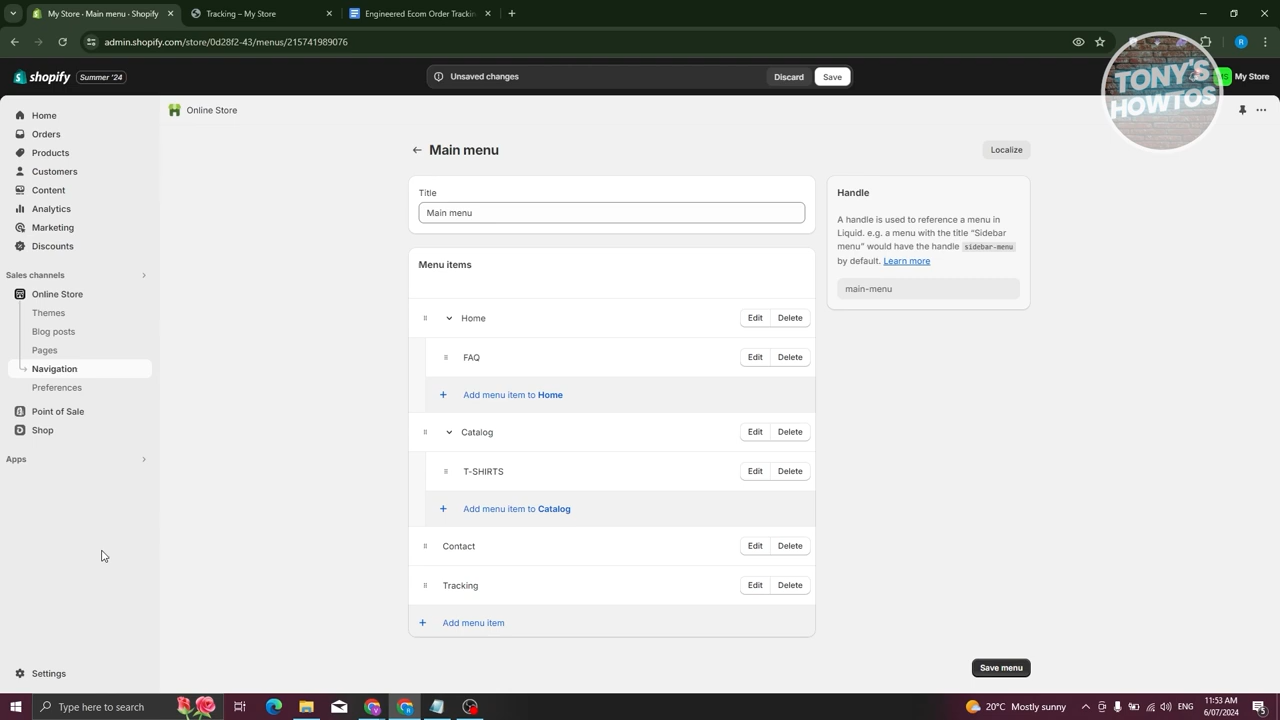 My Store · Main menu · Shopify
Tracking – My Store
Engineered Ecom Order Trackin
admin.shopify.com/store/0d28f2-43/menus/215741989076
R
shopify
Summer '24
Unsaved changes
Discard
Save
My Store
TONY'S
HOWTOS
Home
Orders
Products
Customers
Content
Analytics
Marketing
Discounts
Sales channels
Online Store
Themes
Blog posts
Pages
Navigation
Preferences
Point of Sale
Shop
Apps
Settings
Online Store
Main menu
Localize
Title
Main menu
Menu items
Home Edit Delete
FAQ Edit Delete
Add menu item to Home
Catalog Edit Delete
T-SHIRTS Edit Delete
Add menu item to Catalog
Contact Edit Delete
Tracking Edit Delete
Add menu item
Handle
A handle is used to reference a menu in
Liquid. e.g. a menu with the title “Sidebar
menu” would have the handle sidebar-menu
by default. Learn more
main-menu
Save menu
Type here to search
20°C Mostly sunny
11:53 AM
6/07/2024